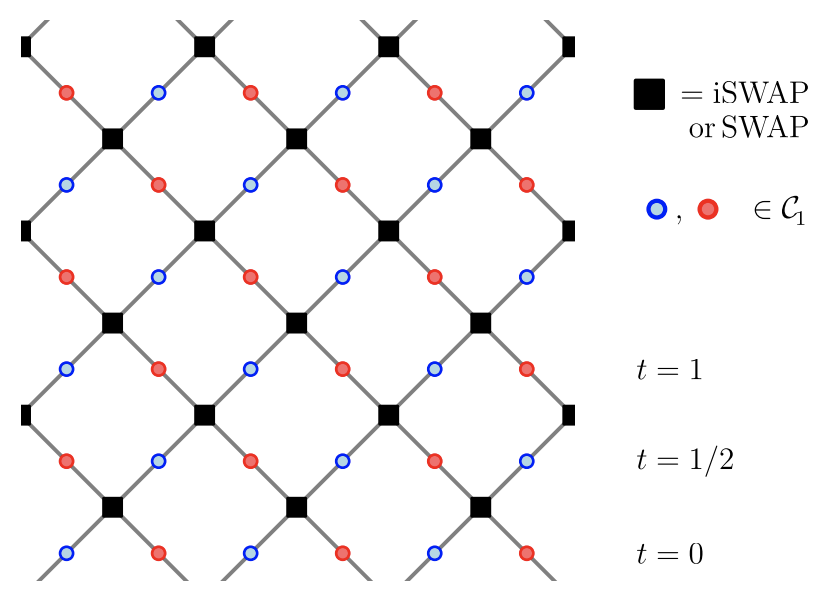 = iSWAP
or SWAP
, ∈ 𝒞₁
t = 1
t = 1/2
t = 0